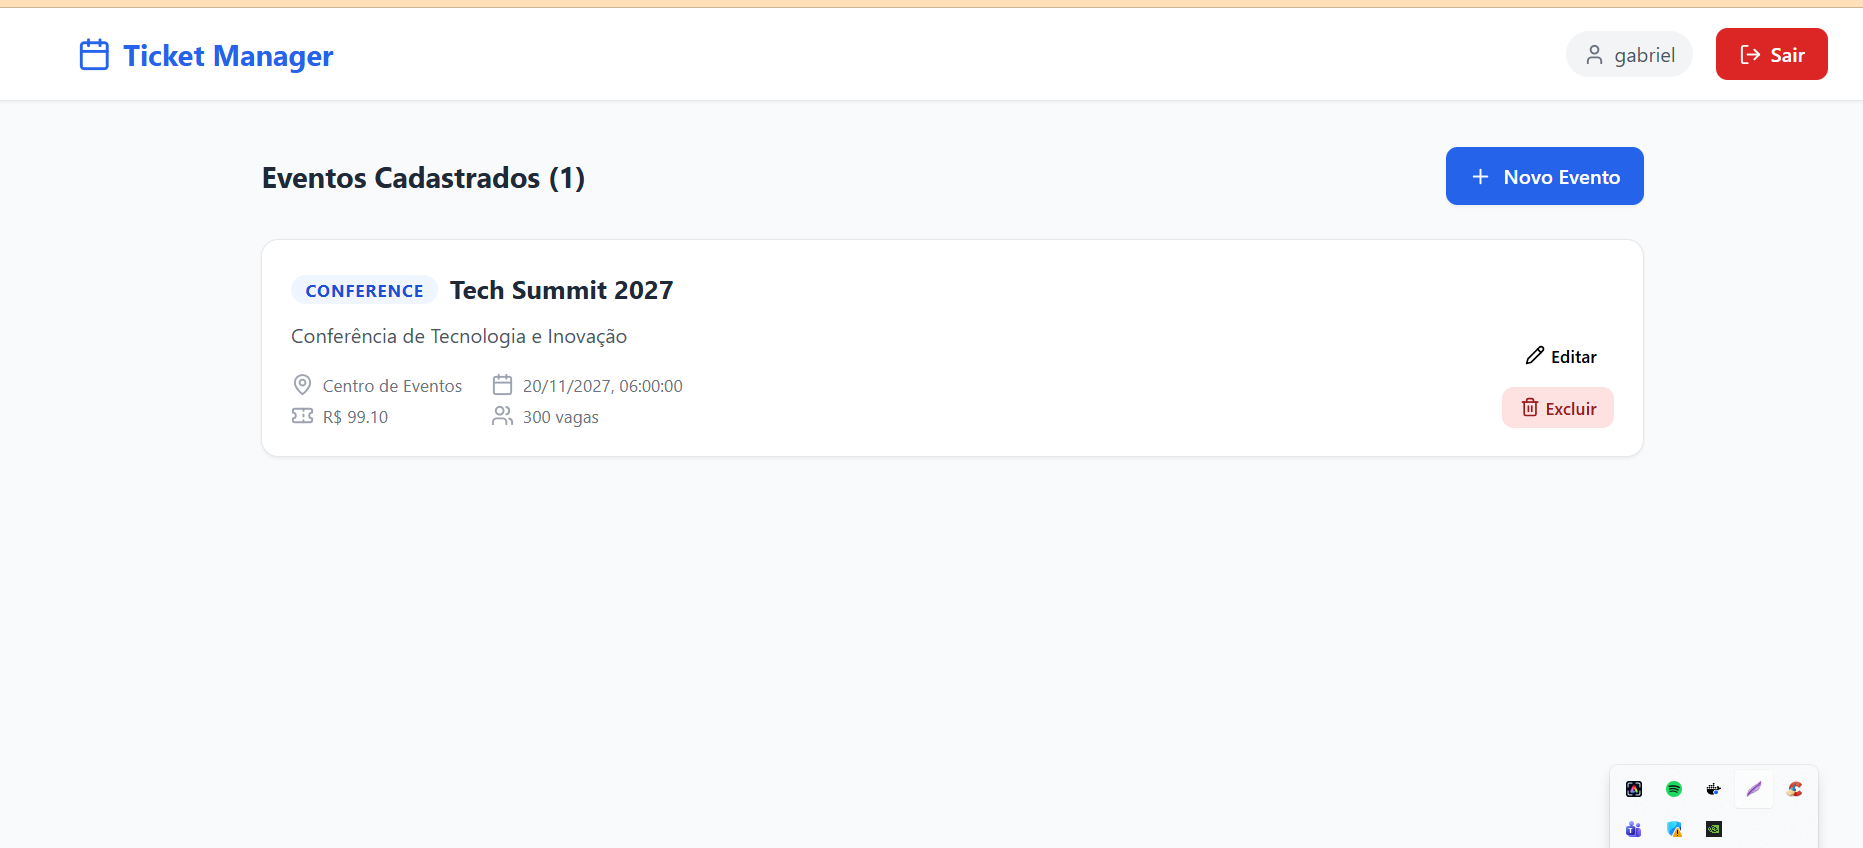 Ticket Manager
gabriel
Sair
Eventos Cadastrados (1)
Novo Evento
CONFERENCE Tech Summit 2027
Conferência de Tecnologia e Inovação
Centro de Eventos 20/11/2027, 06:00:00
R$ 99.10 300 vagas
Editar
Excluir